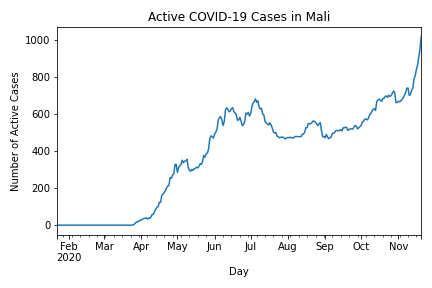 Active COVID-19 Cases in Mali
Number of Active Cases
1000
800
600
400
200
0
Feb Mar Apr May Jun Jul Aug Sep Oct Nov
2020
Day